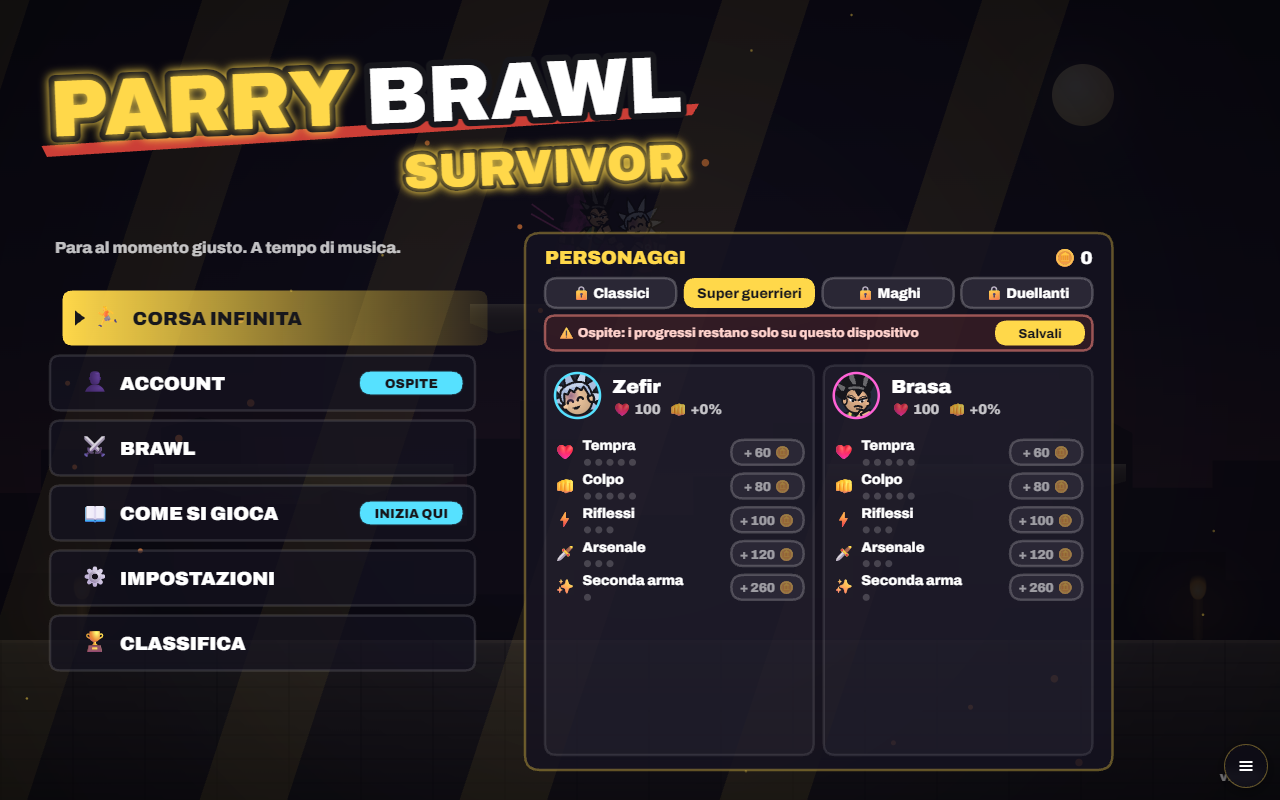 PARRY BRAWL
SURVIVOR
Para al momento giusto. A tempo di musica.
CORSA INFINITA
ACCOUNT
OSPITE
BRAWL
COME SI GIOCA
INIZIA QUI
IMPOSTAZIONI
CLASSIFICA
PERSONAGGI
0
Classici
Super guerrieri
Maghi
Duellanti
Ospite: i progressi restano solo su questo dispositivo
Salvali
Zefir
100 +0%
Tempra
+ 60
Colpo
+ 80
Riflessi
+ 100
Arsenale
+ 120
Seconda arma
+ 260
Brasa
100 +0%
Tempra
+ 60
Colpo
+ 80
Riflessi
+ 100
Arsenale
+ 120
Seconda arma
+ 260